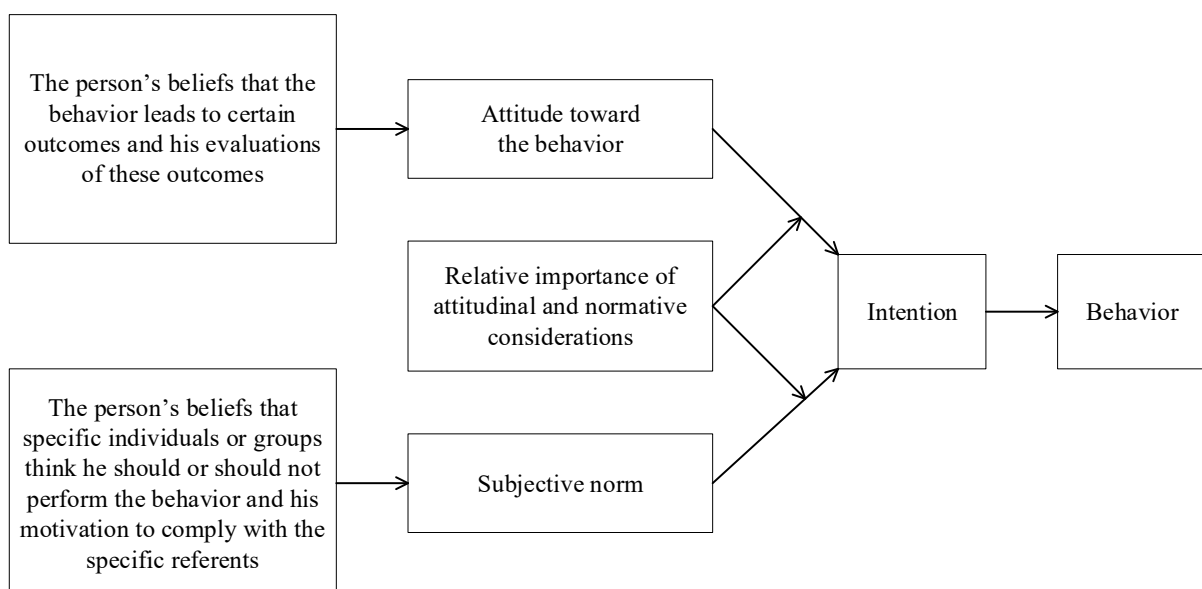 The person’s beliefs that the
behavior leads to certain
outcomes and his evaluations
of these outcomes
Attitude toward
the behavior
Relative importance of
attitudinal and normative
considerations
Intention
Behavior
The person’s beliefs that
specific individuals or groups
think he should or should not
perform the behavior and his
motivation to comply with the
specific referents
Subjective norm